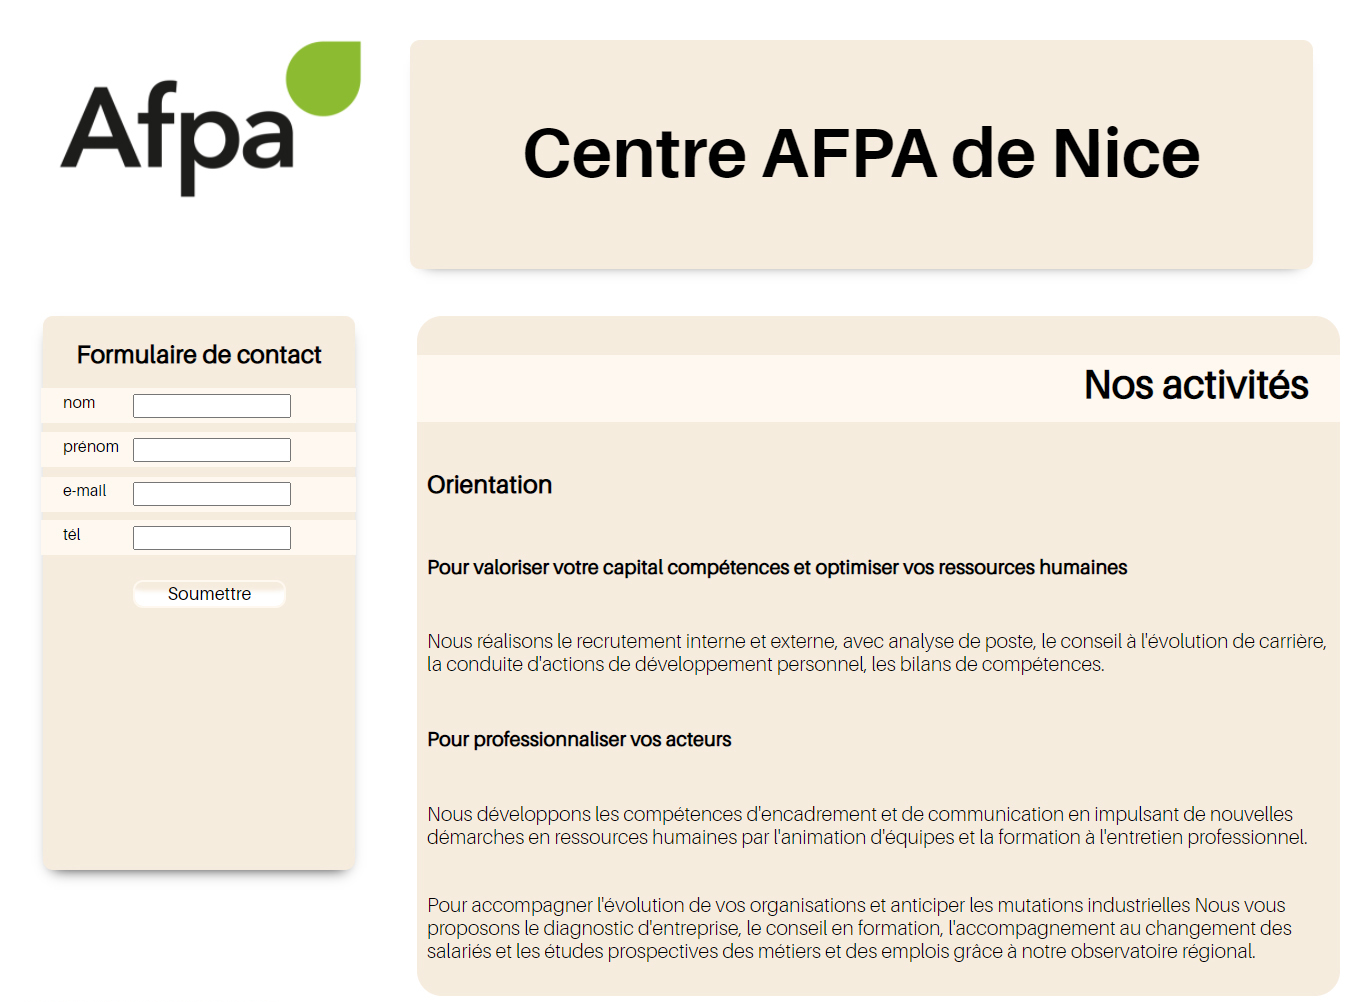 Afpa
Centre AFPA de Nice
Formulaire de contact
nom
prénom
e-mail
tél
Soumettre
Nos activités
Orientation
Pour valoriser votre capital compétences et optimiser vos ressources humaines
Nous réalisons le recrutement interne et externe, avec analyse de poste, le conseil à l'évolution de carrière,
la conduite d'actions de développement personnel, les bilans de compétences.
Pour professionnaliser vos acteurs
Nous développons les compétences d'encadrement et de communication en impulsant de nouvelles
démarches en ressources humaines par l'animation d'équipes et la formation à l'entretien professionnel.
Pour accompagner l'évolution de vos organisations et anticiper les mutations industrielles Nous vous
proposons le diagnostic d'entreprise, le conseil en formation, l'accompagnement au changement des
salariés et les études prospectives des métiers et des emplois grâce à notre observatoire régional.